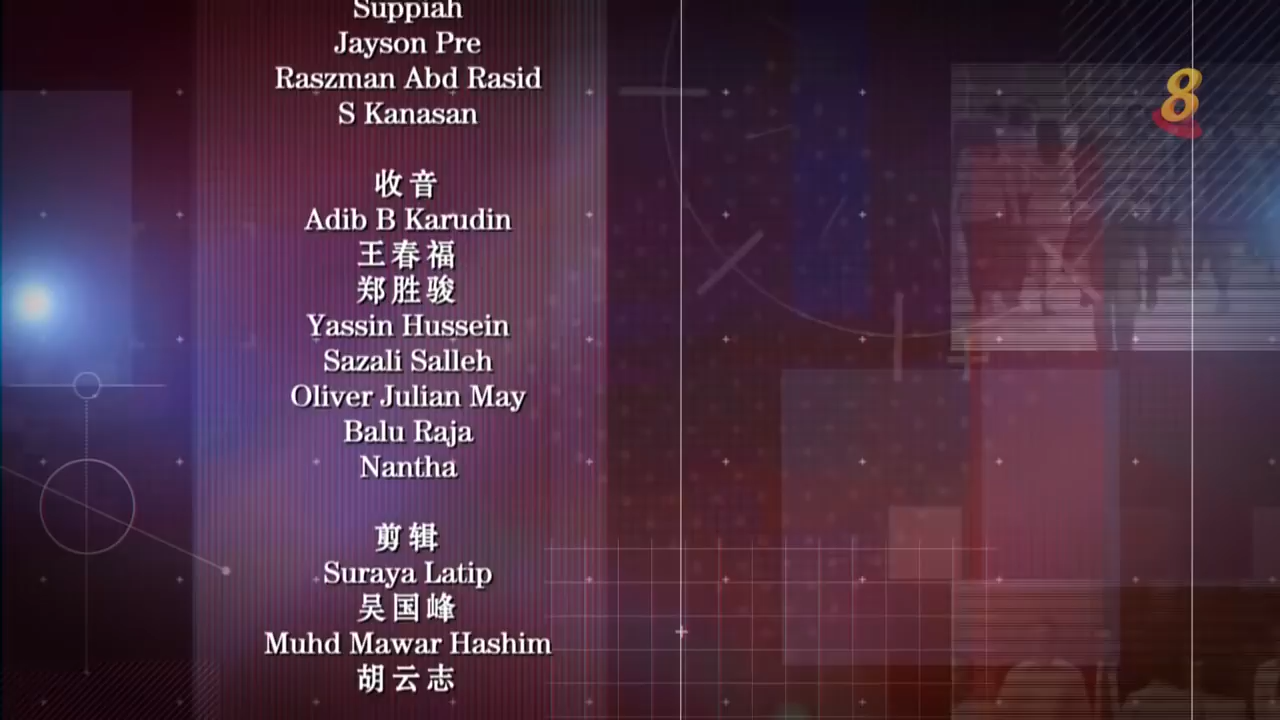 Suppiah
Jayson Pre
Raszman Abd Rasid
S Kanasan
收音
Adib B Karudin
王春福
郑胜骏
Yassin Hussein
Sazali Salleh
Oliver Julian May
Balu Raja
Nantha
剪辑
Suraya Latip
吴国峰
Muhd Mawar Hashim
胡云志
8